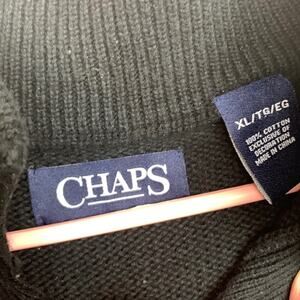 CHAPS
XL/TG/EG
100% COTTON
EXCLUSIVE OF
DECORATION
MADE IN CHINA